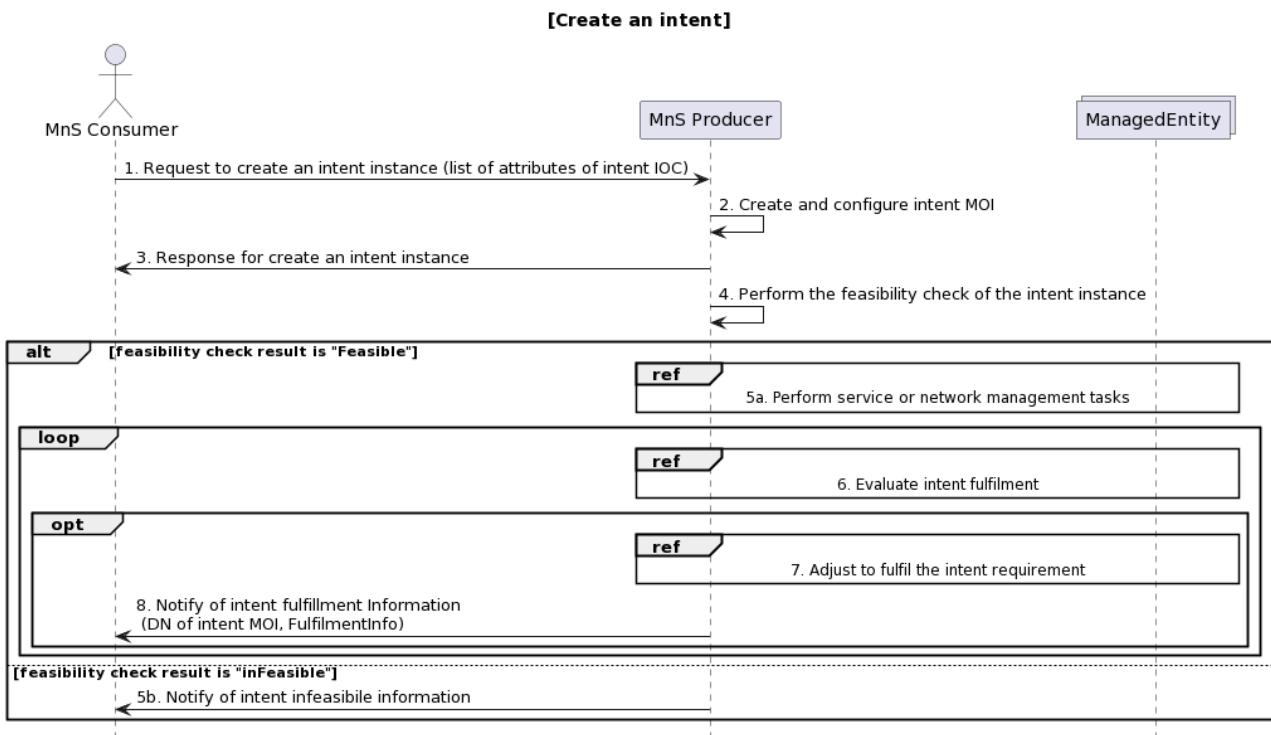 [Create an intent]
MnS Consumer
MnS Producer
ManagedEntity
1. Request to create an intent instance (list of attributes of intent IOC)
2. Create and configure intent MOI
3. Response for create an intent instance
4. Perform the feasibility check of the intent instance
alt [feasibility check result is "Feasible"]
ref
5a. Perform service or network management tasks
loop
ref
6. Evaluate intent fulfilment
opt
ref
7. Adjust to fulfil the intent requirement
8. Notify of intent fulfillment Information
(DN of intent MOI, FulfilmentInfo)
[feasibility check result is "inFeasible"]
5b. Notify of intent infeasibile information